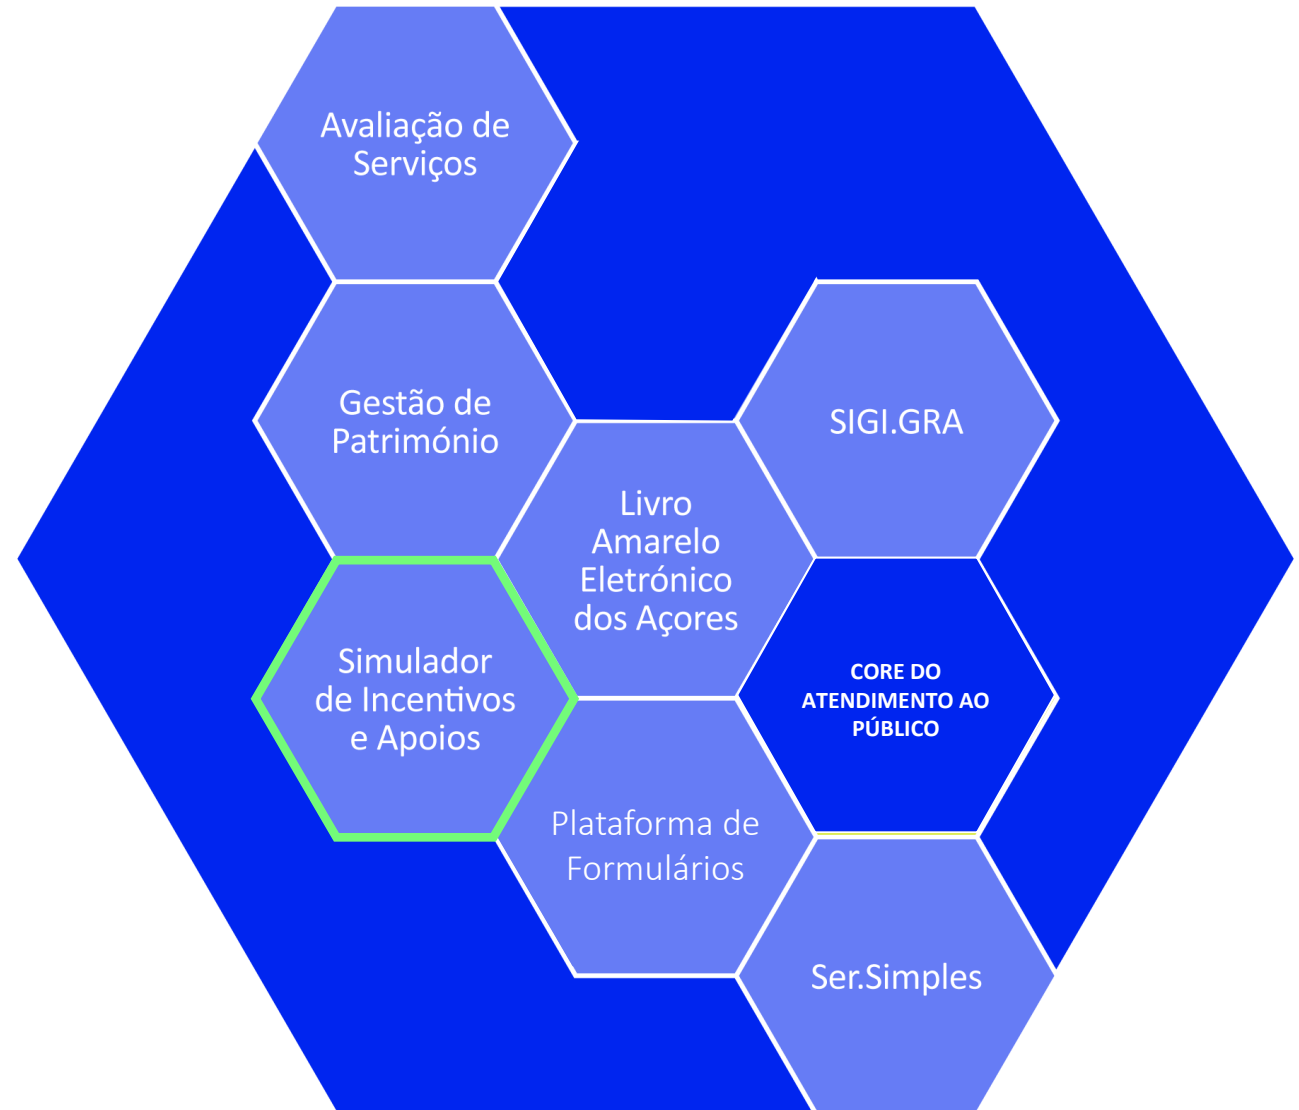 Avaliação de
Serviços
Gestão de
Património
SIGI.GRA
Livro
Amarelo
Eletrónico
dos Açores
Simulador
de Incentivos
e Apoios
CORE DO
ATENDIMENTO AO
PÚBLICO
Plataforma de
Formulários
Ser.Simples